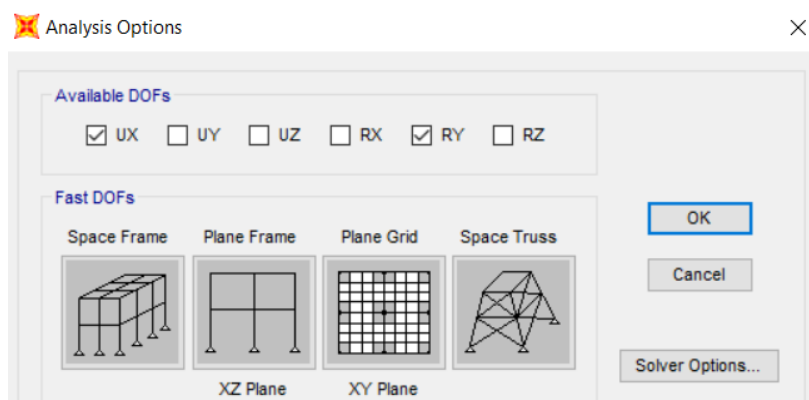 Analysis Options
Available DOFs
UX UY UZ RX RY RZ
Fast DOFs
Space Frame Plane Frame Plane Grid Space Truss
XZ Plane XY Plane
OK
Cancel
Solver Options...